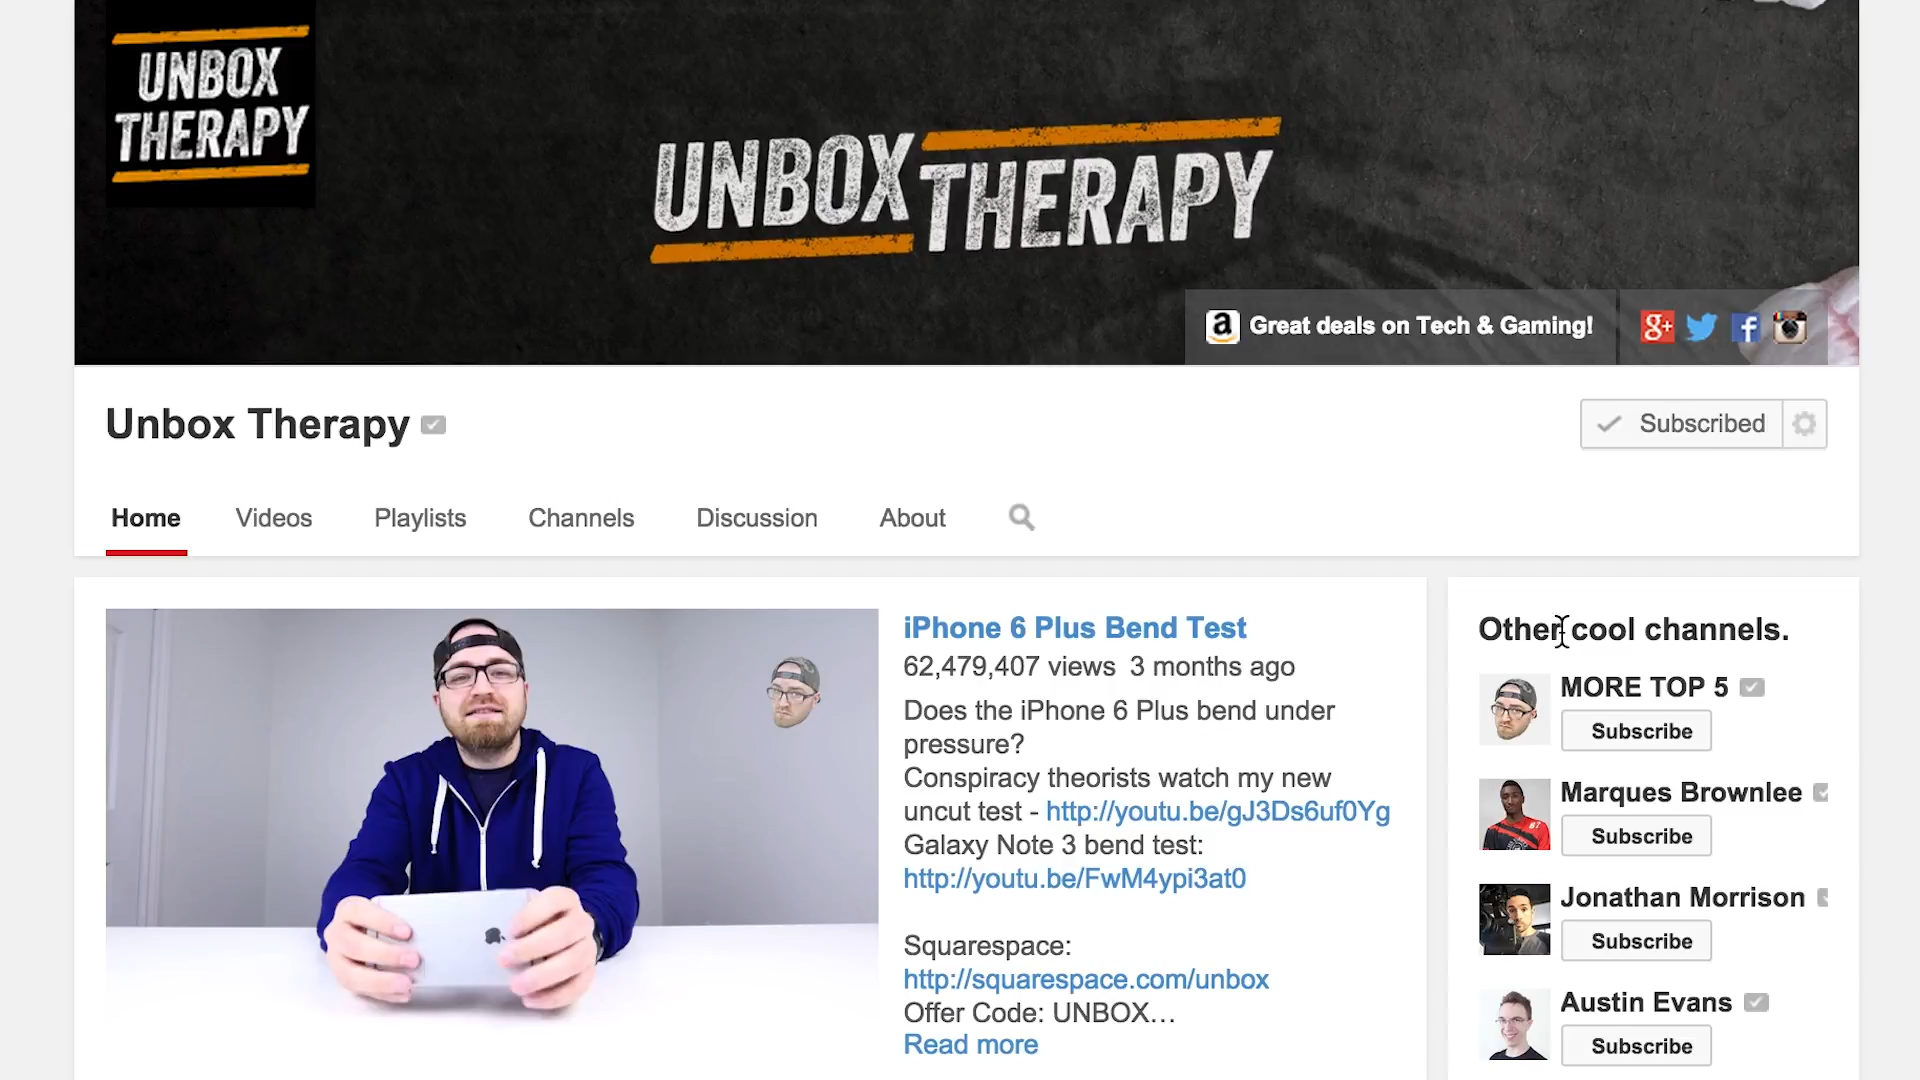 UNBOX
THERAPY
UNBOX THERAPY
a Great deals on Tech & Gaming!
g+
f
Unbox Therapy
Subscribed
Home Videos Playlists Channels Discussion About
iPhone 6 Plus Bend Test
62,479,407 views 3 months ago
Does the iPhone 6 Plus bend under
pressure?
Conspiracy theorists watch my new
uncut test - http://youtu.be/gJ3Ds6uf0Yg
Galaxy Note 3 bend test:
http://youtu.be/FwM4ypi3at0
Squarespace:
http://squarespace.com/unbox
Offer Code: UNBOX...
Read more
Other cool channels.
MORE TOP 5
Subscribe
Marques Brownlee
Subscribe
Jonathan Morrison
Subscribe
Austin Evans
Subscribe